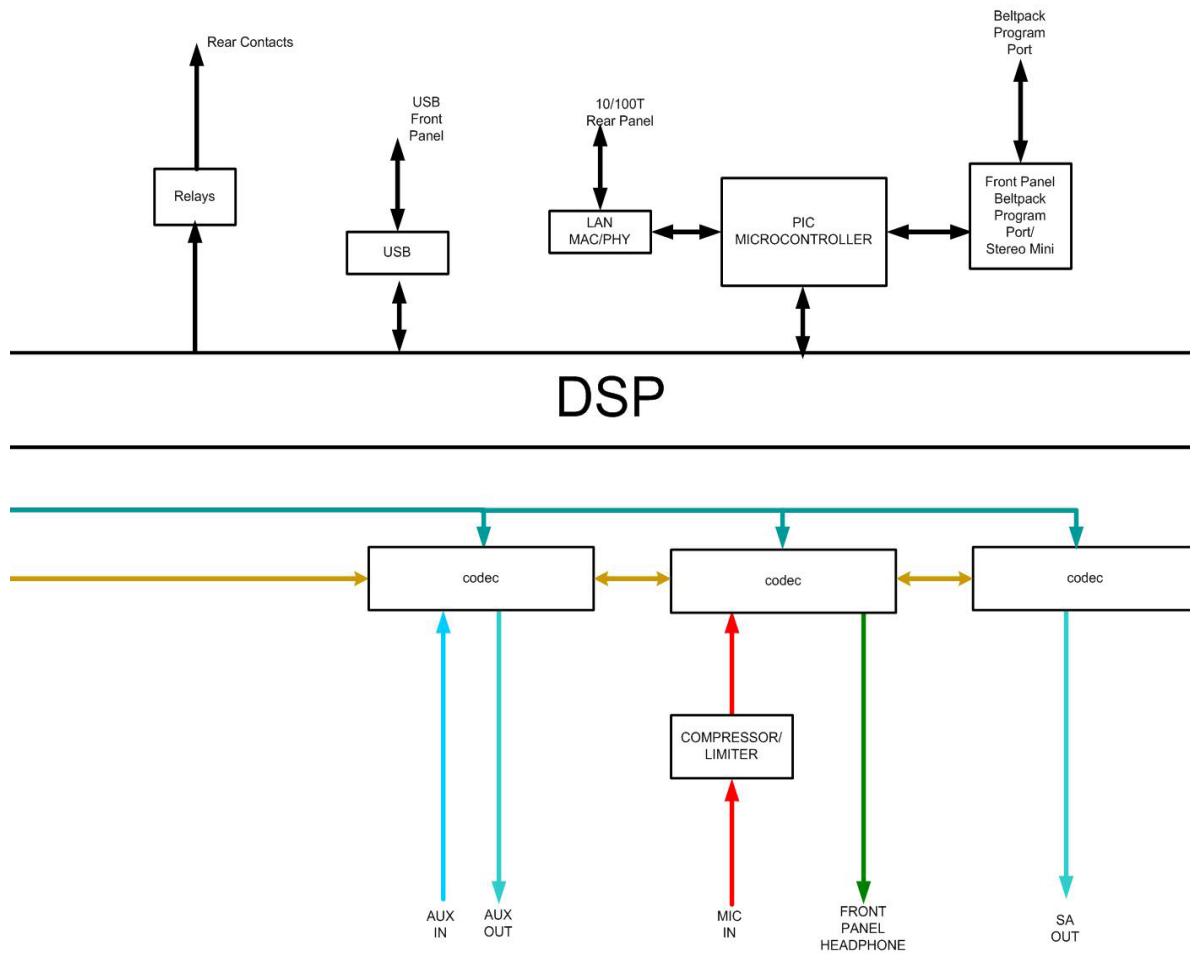 Rear Contacts
USB
Front
Panel
10/100T
Rear Panel
Beltpack
Program
Port
Relays
USB
LAN
MAC/PHY
PIC
MICROCONTROLLER
Front Panel
Beltpack
Program
Port/
Stereo Mini
DSP
codec
codec
codec
COMPRESSOR/
LIMITER
AUX
IN
AUX
OUT
MIC
IN
FRONT
PANEL
HEADPHONE
SA
OUT